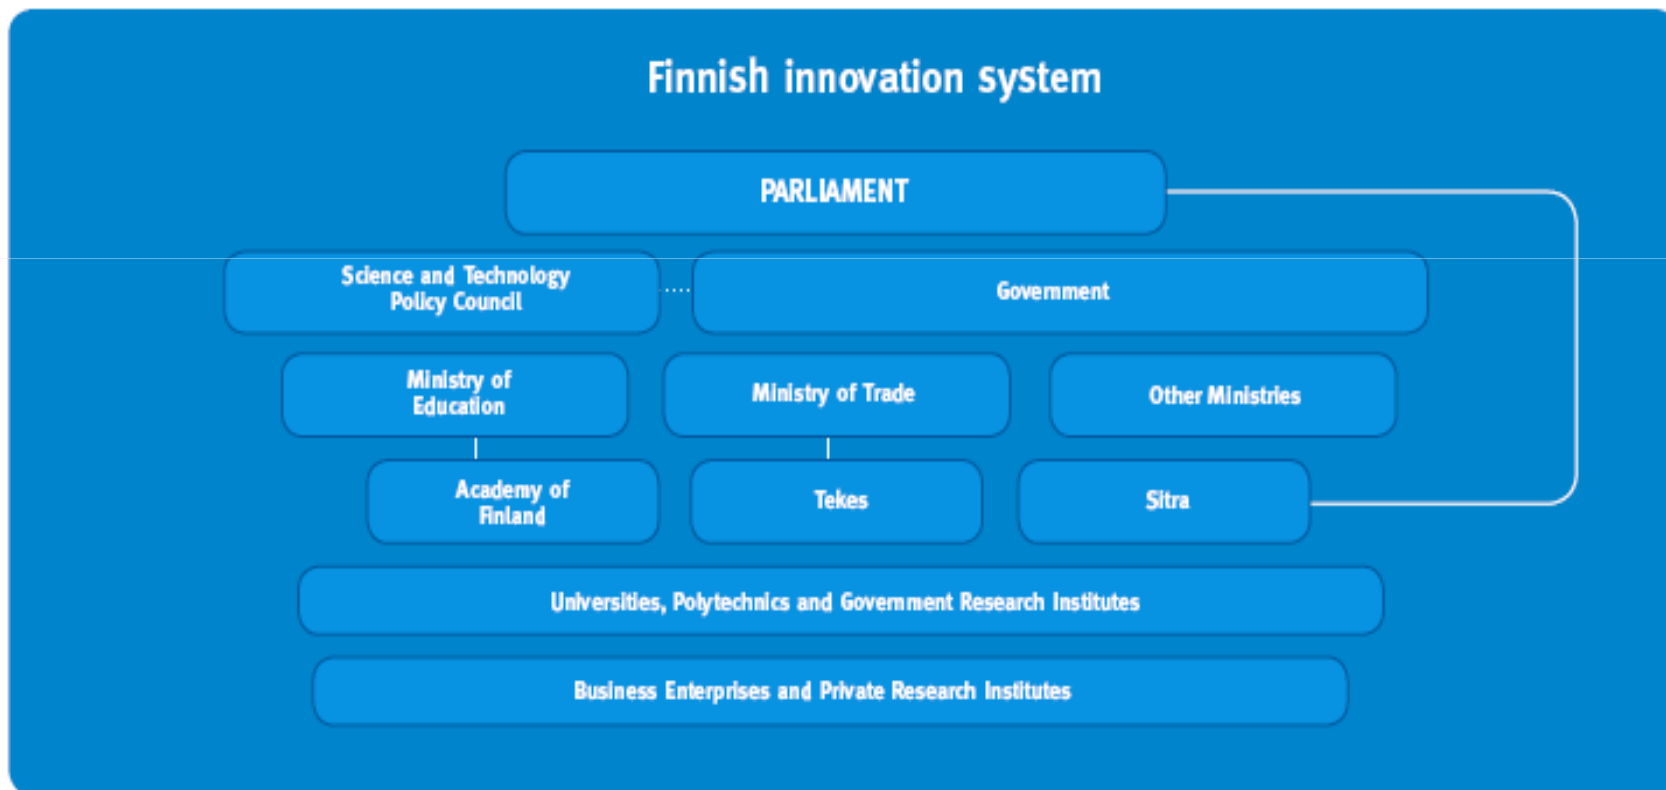 Finnish innovation system
PARLIAMENT
Science and Technology
Policy Council
Government
Ministry of
Education
Ministry of Trade
Other Ministries
Academy of
Finland
Tekes
Sitra
Universities, Polytechnics and Government Research Institutes
Business Enterprises and Private Research Institutes